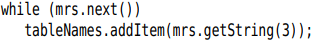 while (mrs.next())
   tableNames.addItem(mrs.getString(3));